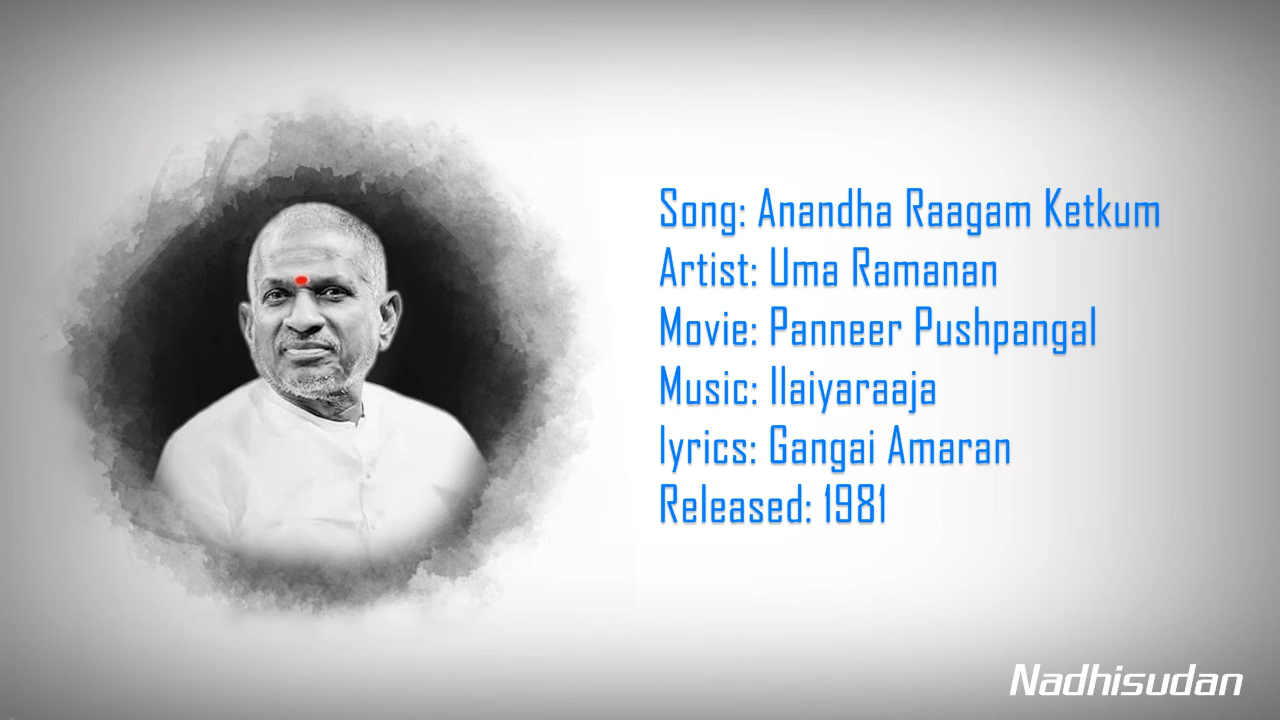 Song: Anandha Raagam Ketkum
Artist: Uma Ramanan
Movie: Panneer Pushpangal
Music: Ilaiyaraaja
lyrics: Gangai Amaran
Released: 1981
Nadhisudan